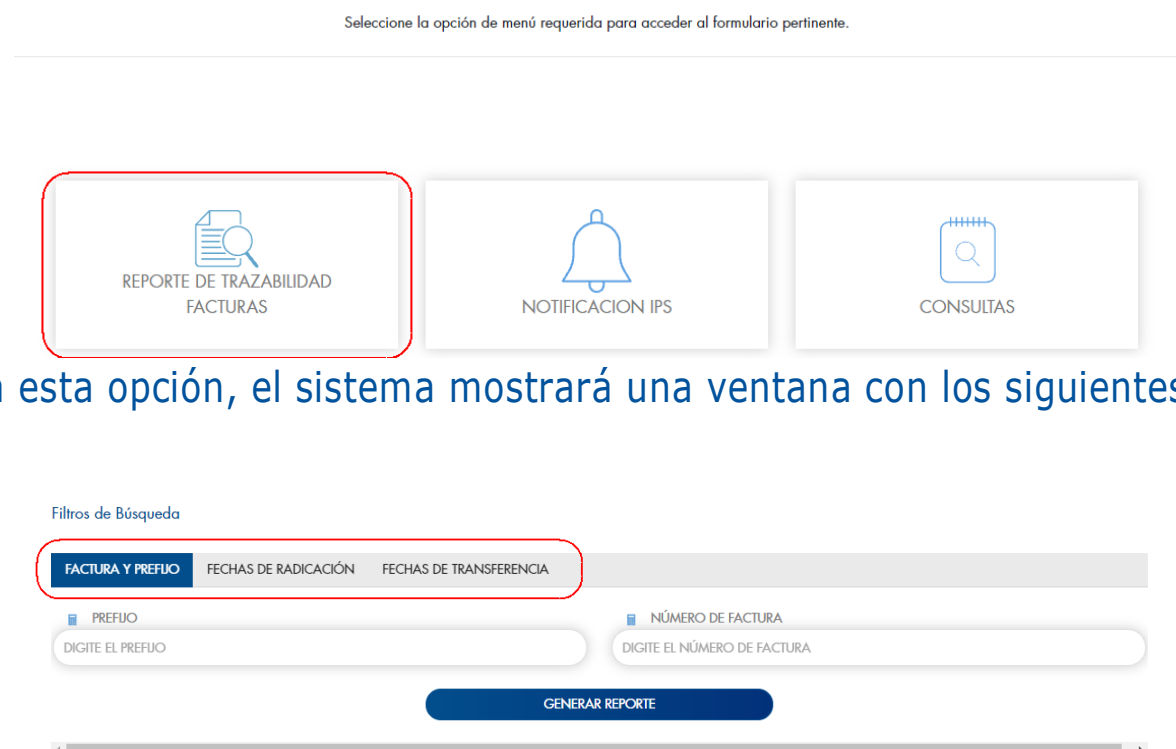 Seleccione la opción de menú requerida para acceder al formulario pertinente.
REPORTE DE TRAZABILIDAD
FACTURAS
NOTIFICACION IPS
CONSULTAS
esta opción, el sistema mostrará una ventana con los siguientes
Filtros de Búsqueda
FACTURA Y PREFIJO FECHAS DE RADICACIÓN FECHAS DE TRANSFERENCIA
PREFIJO NÚMERO DE FACTURA
DIGITE EL PREFIJO DIGITE EL NÚMERO DE FACTURA
GENERAR REPORTE